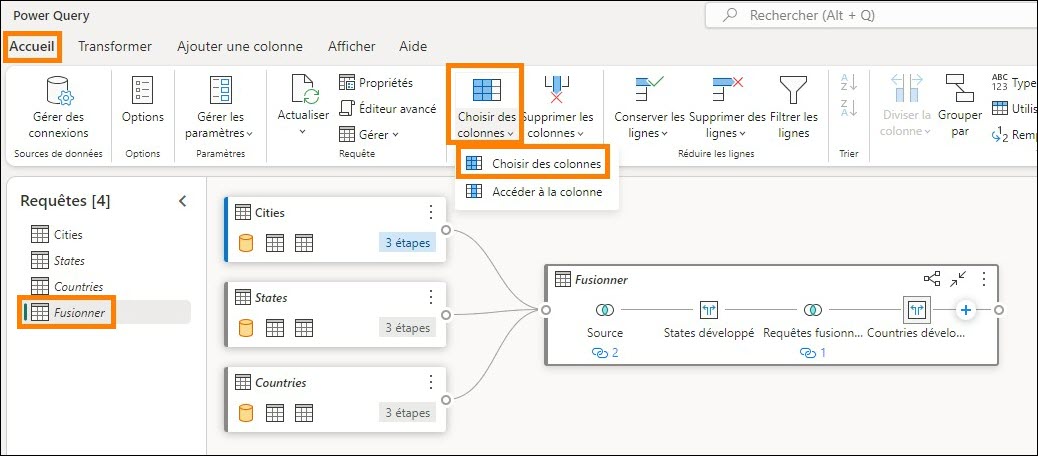 Power Query
Rechercher (Alt + Q)
Accueil Transformer Ajouter une colonne Afficher Aide
Gérer des
connexions
Sources de données
Options
Options
Gérer les
paramètres
Paramètres
Actualiser
Propriétés
Éditeur avancé
Gérer
Requête
Choisir des
colonnes
Supprimer les
colonnes
Choisir des colonnes
Accéder à la colonne
Conserver les
lignes
Supprimer des
lignes
Filtrer les
lignes
Réduire les lignes
A
Z
Z
A
Trier
Diviser la
colonne
Grouper
par
ABC
123
Type
Utilis
1
2
Remp
Requêtes [4]
Cities
States
Countries
Fusionner
Cities
3 étapes
States
3 étapes
Countries
3 étapes
Fusionner
Source
2
States développé
Requêtes fusionn...
1
Countries dévelo...